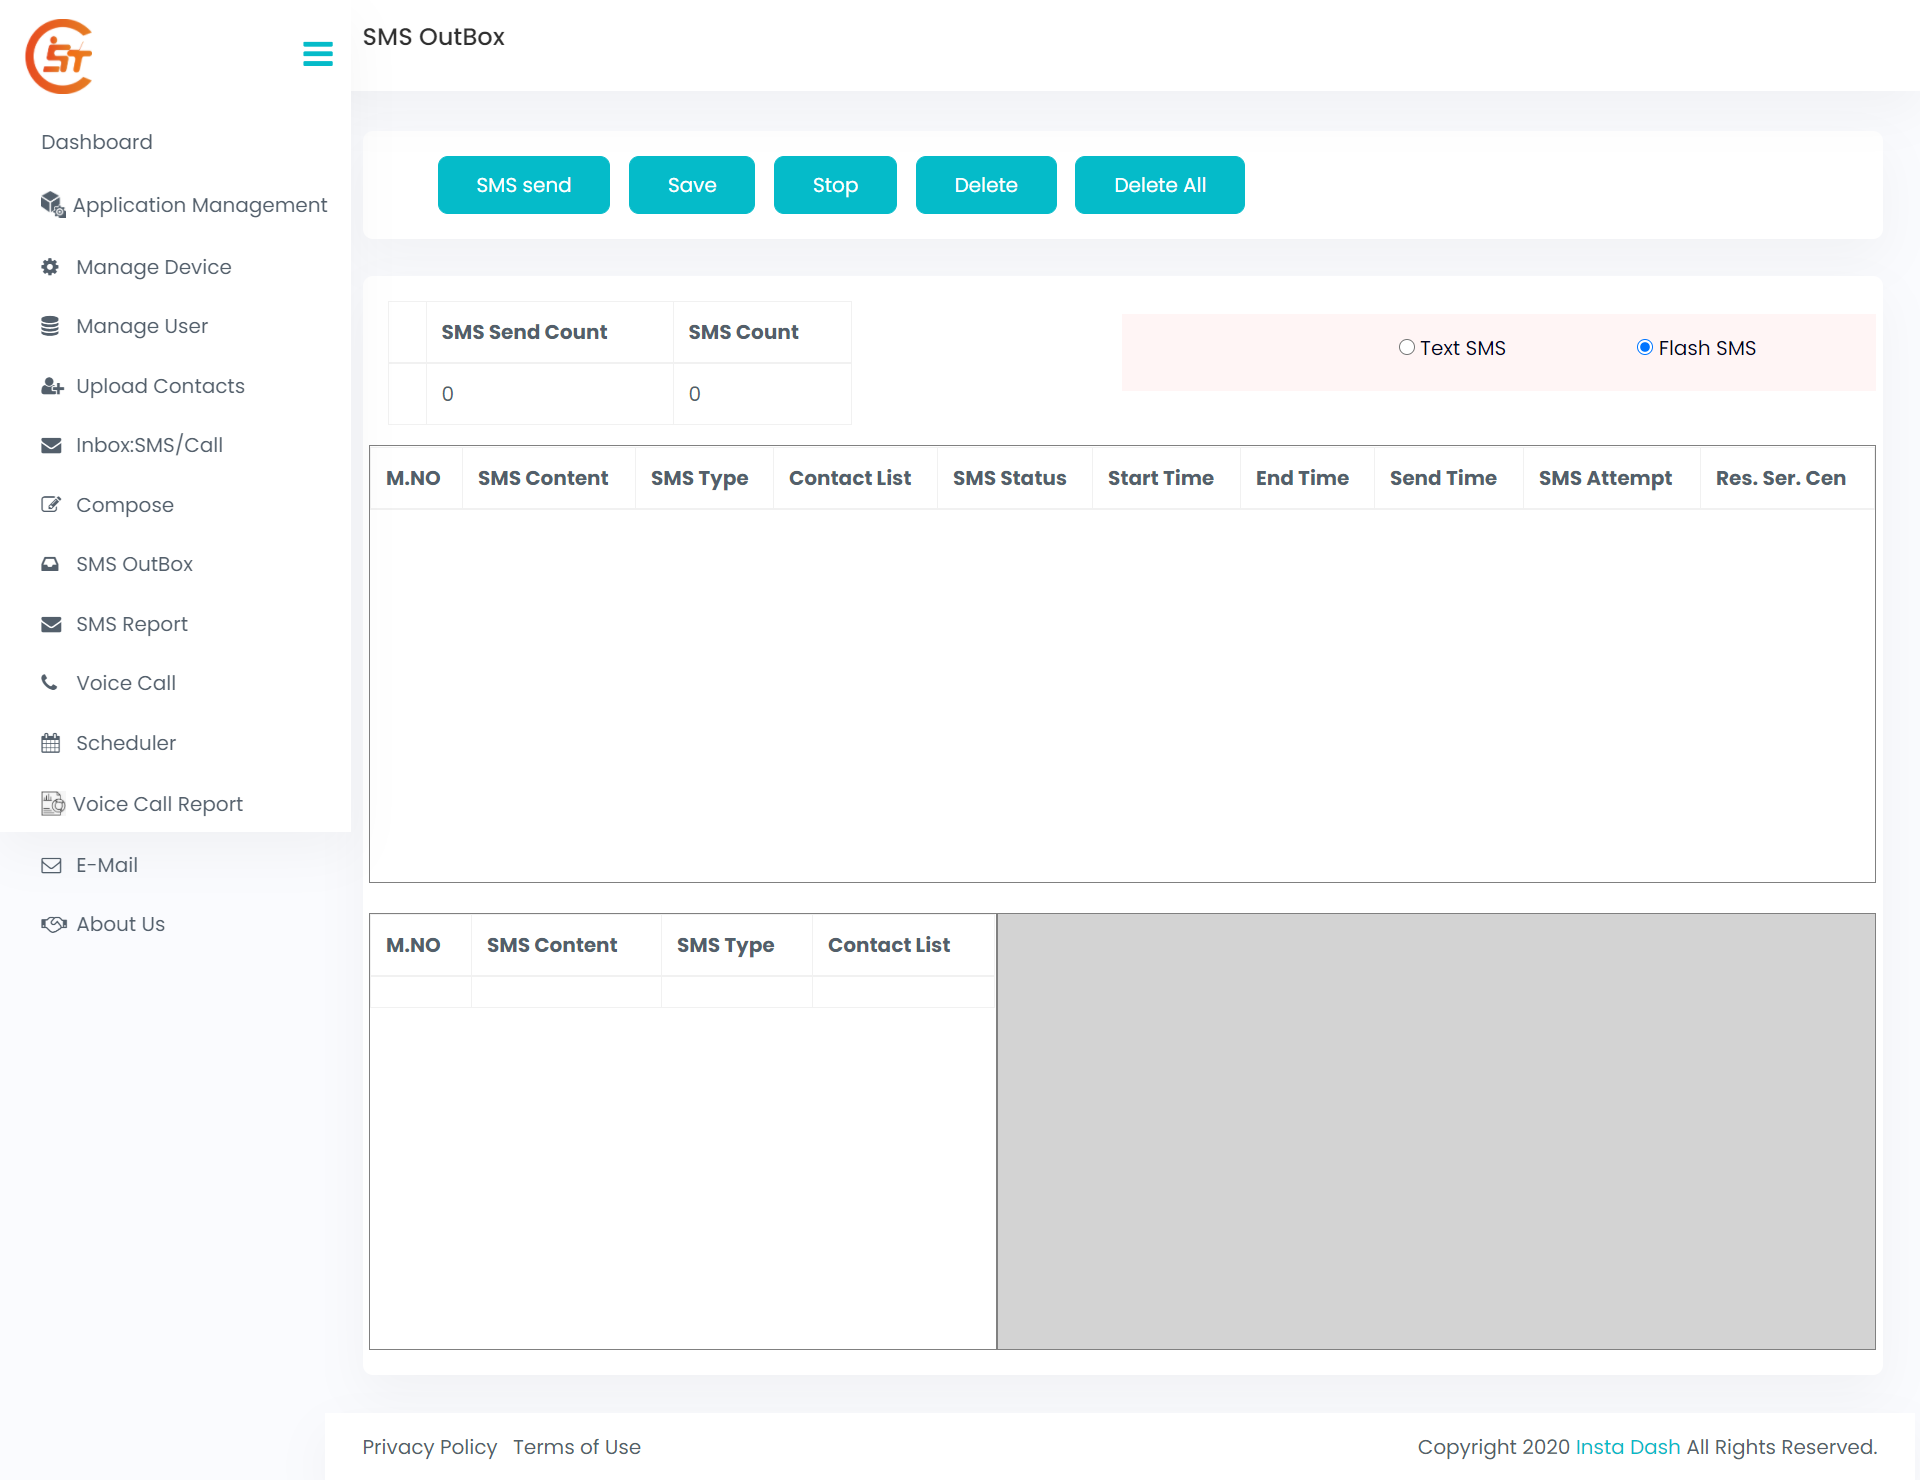 iST
SMS OutBox
Dashboard
Application Management
Manage Device
Manage User
Upload Contacts
Inbox:SMS/Call
Compose
SMS OutBox
SMS Report
Voice Call
Scheduler
Voice Call Report
E-Mail
About Us
SMS send Save Stop Delete Delete All
SMS Send Count SMS Count
0 0
Text SMS Flash SMS
M.NO SMS Content SMS Type Contact List SMS Status Start Time End Time Send Time SMS Attempt Res. Ser. Cen
M.NO SMS Content SMS Type Contact List
Privacy Policy Terms of Use
Copyright 2020 Insta Dash All Rights Reserved.